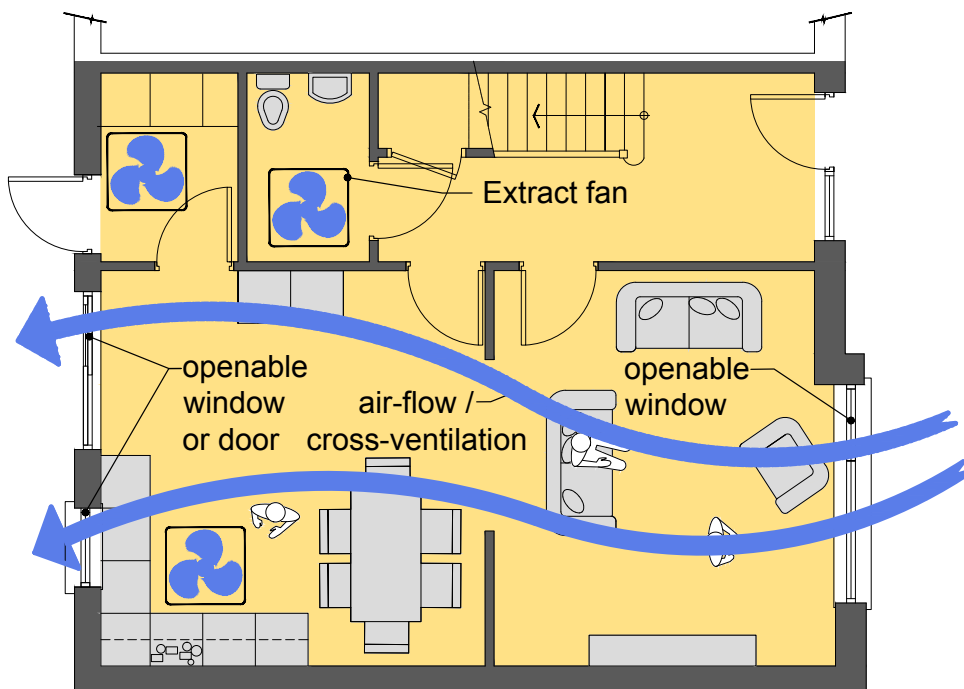 Extract fan
openable
window
or door
air-flow /
cross-ventilation
openable
window